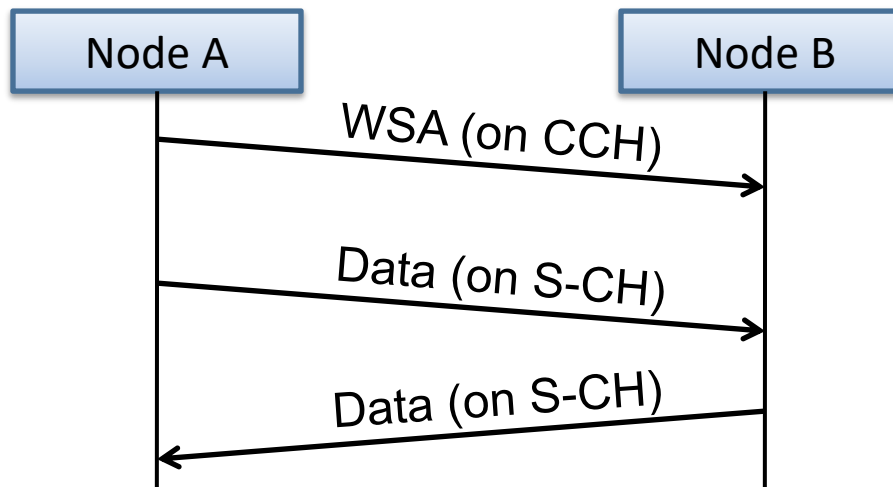 Node A
Node B
WSA (on CCH)
Data (on S-CH)
Data (on S-CH)